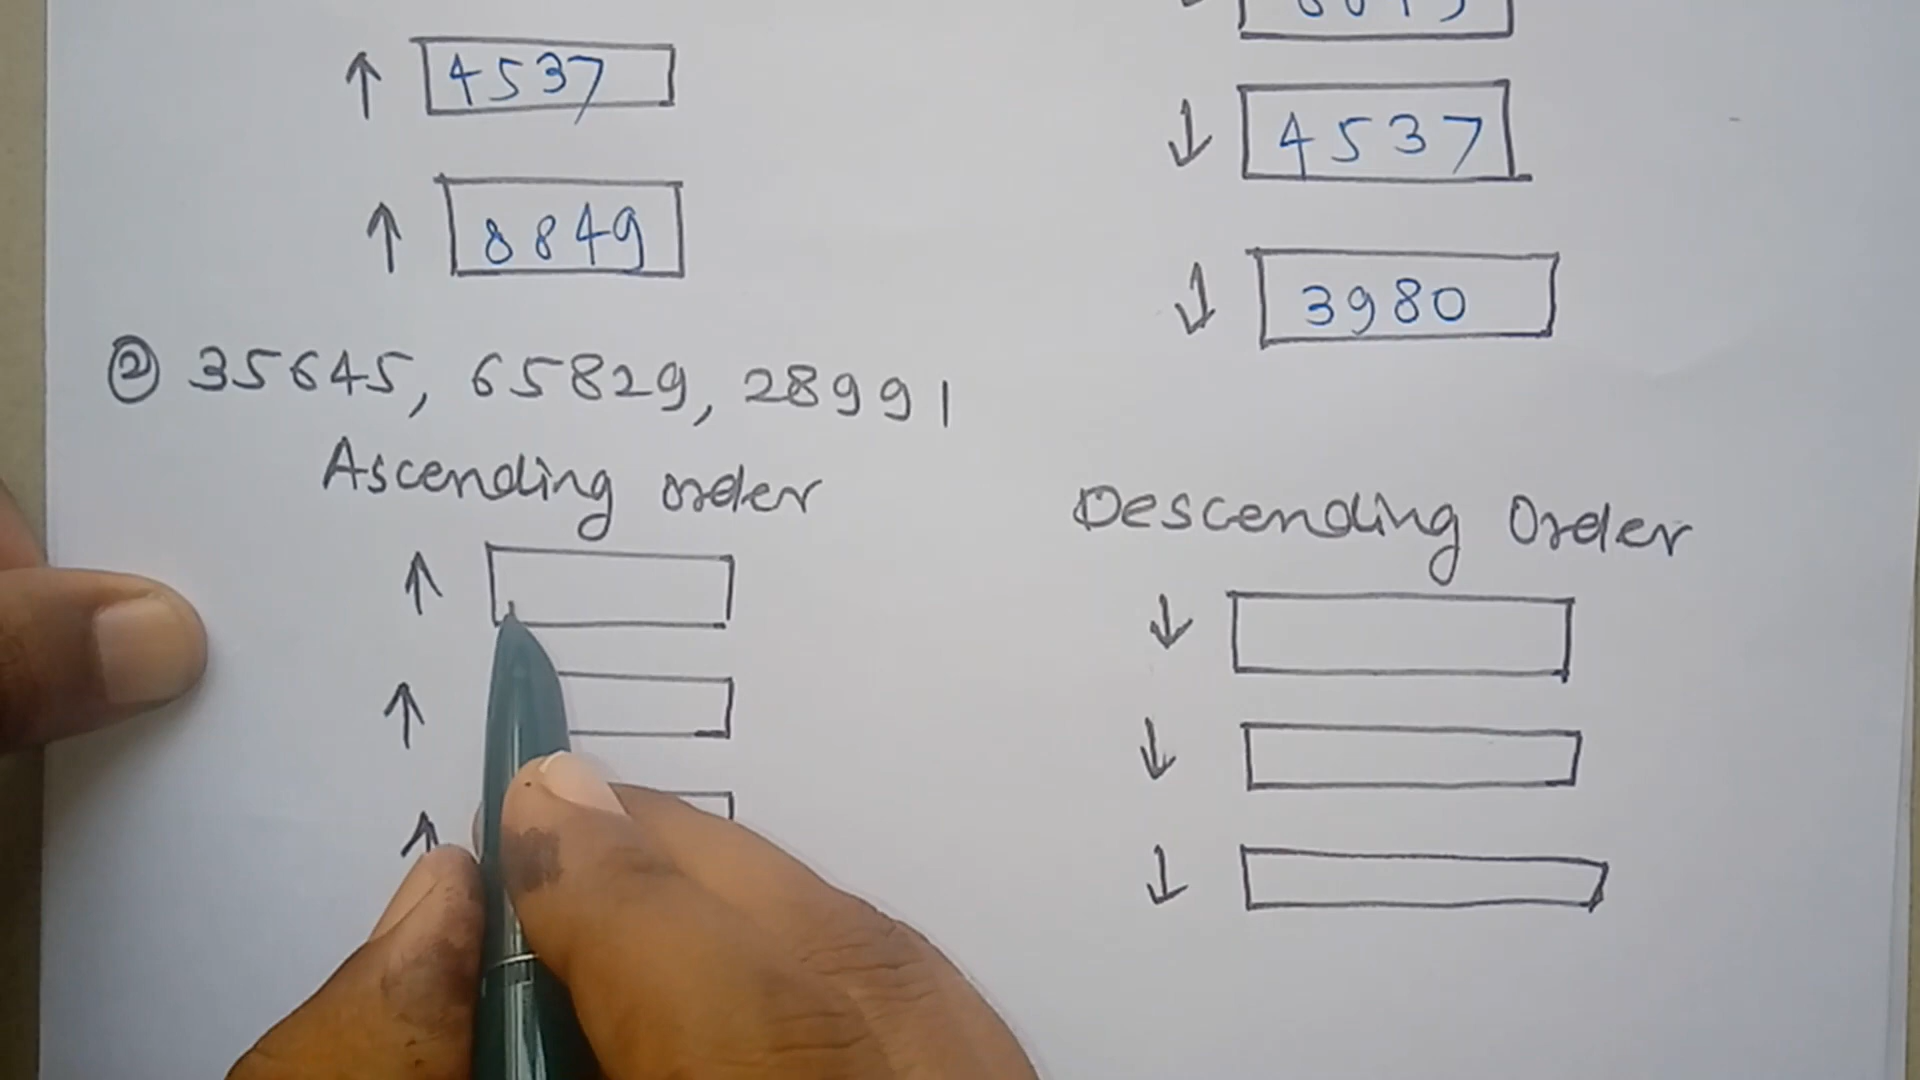 4537
4537
8849
3980
② 35645, 65829, 28991
Ascending order
Descending Order